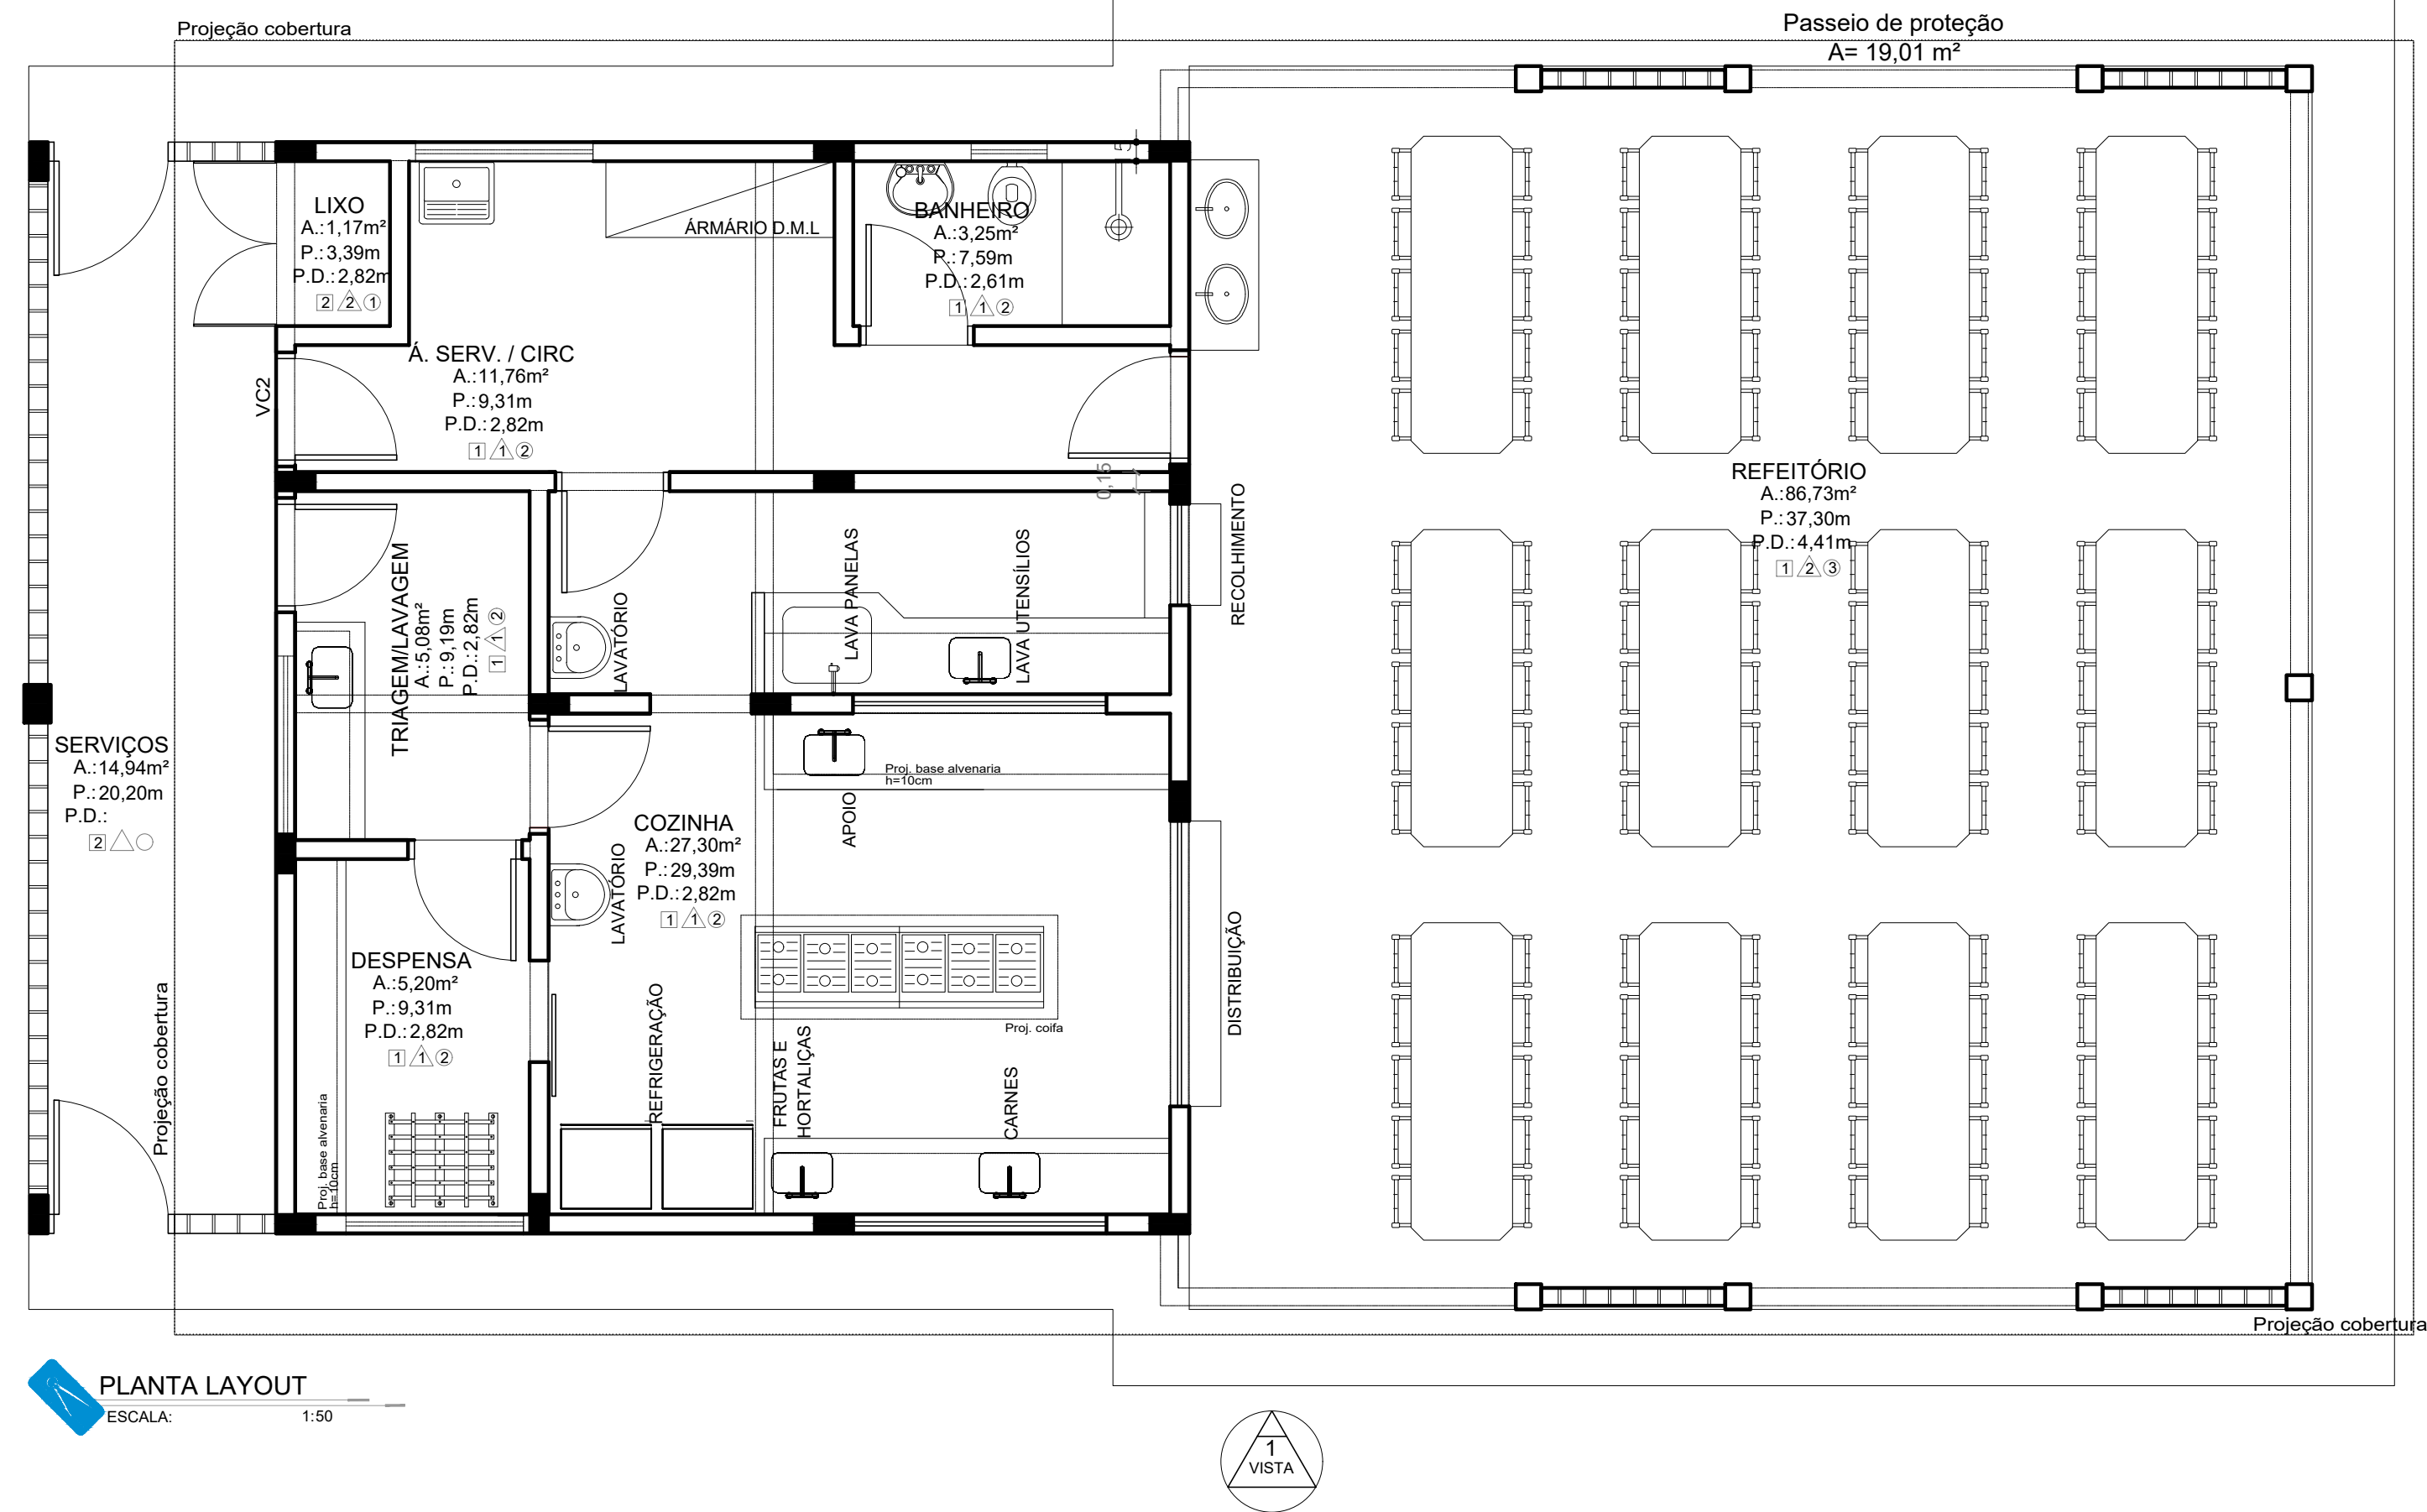 Projeção cobertura
Passeio de proteção
A= 19,01 m²
LIXO
A.:1,17m²
P.:3,39m
P.D.:2,82m
2 2 1
ÁRMÁRIO D.M.L
BANHEIRO
A.:3,25m²
P.:7,59m
P.D.:2,61m
1 1 2
Á. SERV. / CIRC
A.:11,76m²
P.:9,31m
P.D.:2,82m
1 1 2
VC2
0,15
RECOLHIMENTO
REFEITÓRIO
A.:86,73m²
P.:37,30m
P.D.:4,41m
1 2 3
TRIAGEM/LAVAGEM
A.:5,08m²
P.:9,19m
P.D.:2,82m
1 1 2
LAVATÓRIO
LAVA PANELAS
LAVA UTENSÍLIOS
SERVIÇOS
A.:14,94m²
P.:20,20m
P.D.:
2
Proj. base alvenaria
h=10cm
APOIO
COZINHA
A.:27,30m²
P.:29,39m
P.D.:2,82m
1 1 2
LAVATÓRIO
DISTRIBUIÇÃO
DESPENSA
A.:5,20m²
P.:9,31m
P.D.:2,82m
1 1 2
Projeção cobertura
Proj. base alvenaria
h=10cm
REFRIGERAÇÃO
Proj. coifa
FRUTAS E
HORTALIÇAS
CARNES
Projeção cobertura
PLANTA LAYOUT
ESCALA: 1:50
1
VISTA